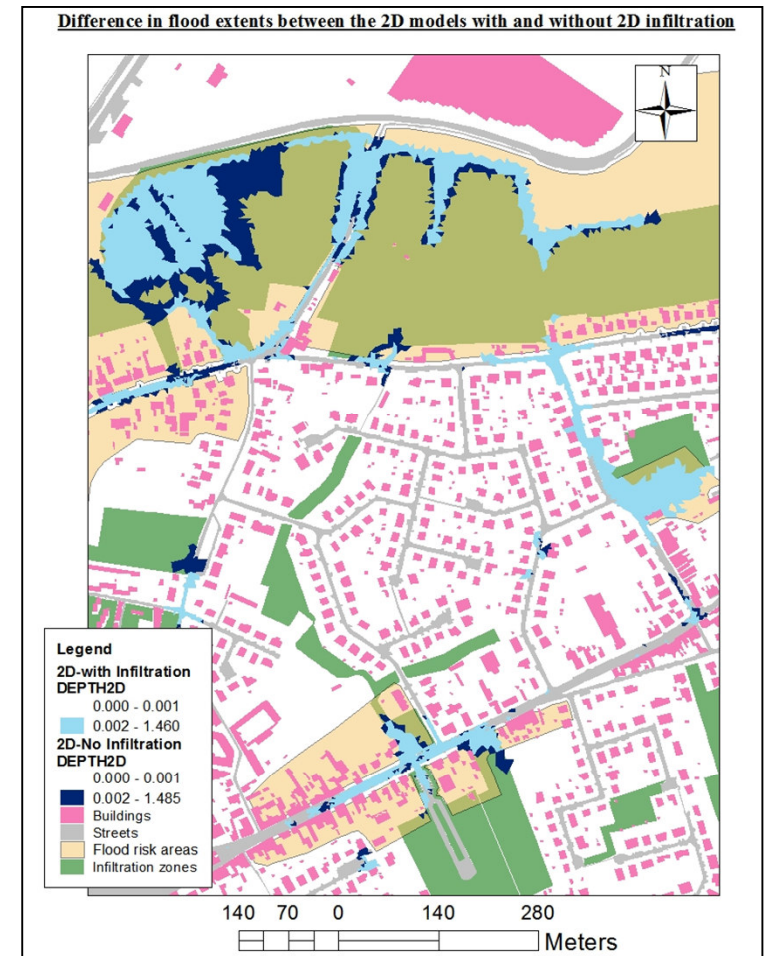 Difference in flood extents between the 2D models with and without 2D infiltration
N
Legend
2D-with Infiltration
DEPTH2D
0.000 - 0.001
0.002 - 1.460
2D-No Infiltration
DEPTH2D
0.000 - 0.001
0.002 - 1.485
Buildings
Streets
Flood risk areas
Infiltration zones
140 70 0 140 280
Meters